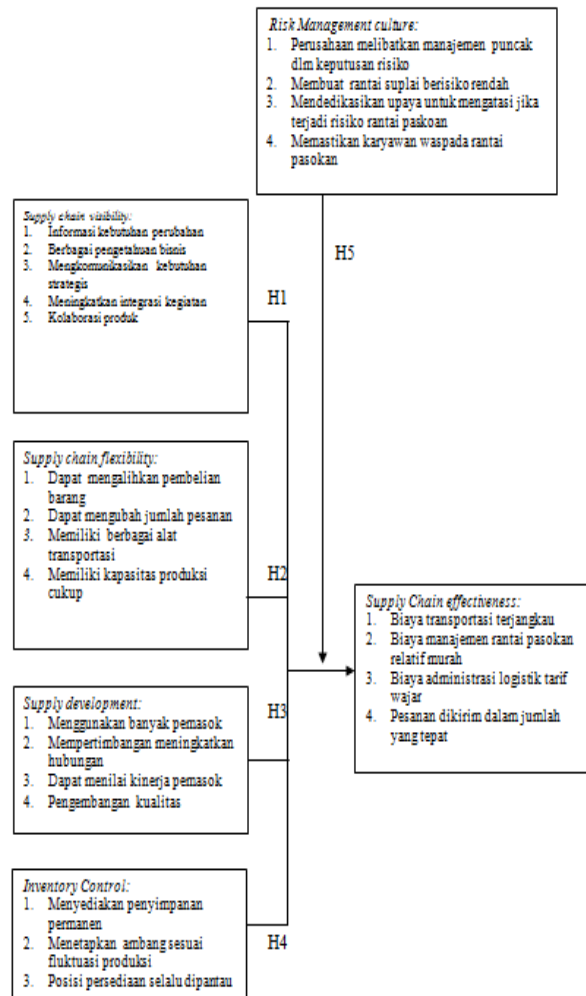 Risk Management culture:
1. Perusahaan melibatkan manajemen puncak
dlm keputusan risiko
2. Membuat rantai suplai berisiko rendah
3. Mendedikasikan upaya untuk mengatasi jika
terjadi risiko rantai paskoan
4. Memastikan karyawan waspada rantai
pasokan
H5
Supply chain visibility:
1. Informasi kebutuhan perubahan
2. Berbagai pengetahuan bisnis
3. Mengkomunikasikan kebutuhan
strategis
4. Meningkatkan integrasi kegiatan
5. Kolaborasi produk
H1
Supply chain flexibility:
1. Dapat mengalihkan pembelian
barang
2. Dapat mengubah jumlah pesanan
3. Memiliki berbagai alat
transportasi
4. Memiliki kapasitas produksi
cukup
H2
Supply Chain effectiveness:
1. Biaya transportasi terjangkau
2. Biaya manajemen rantai pasokan
relatif murah
3. Biaya administrasi logistik tarif
wajar
4. Pesanan dikirim dalam jumlah
yang tepat
Supply development:
1. Menggunakan banyak pemasok
2. Mempertimbangan meningkatkan
hubungan
3. Dapat menilai kinerja pemasok
4. Pengembangan kualitas
H3
Inventory Control:
1. Menyediakan penyimpanan
permanen
2. Menetapkan ambang sesuai
fluktuasi produksi
3. Posisi persediaan selalu dipantau
H4